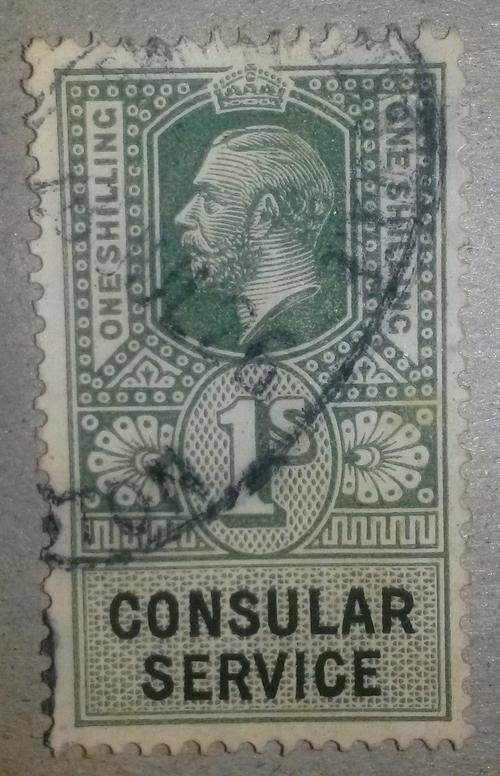 ONE SHILLING
ONE SHILLING
1S
CONSULAR
SERVICE